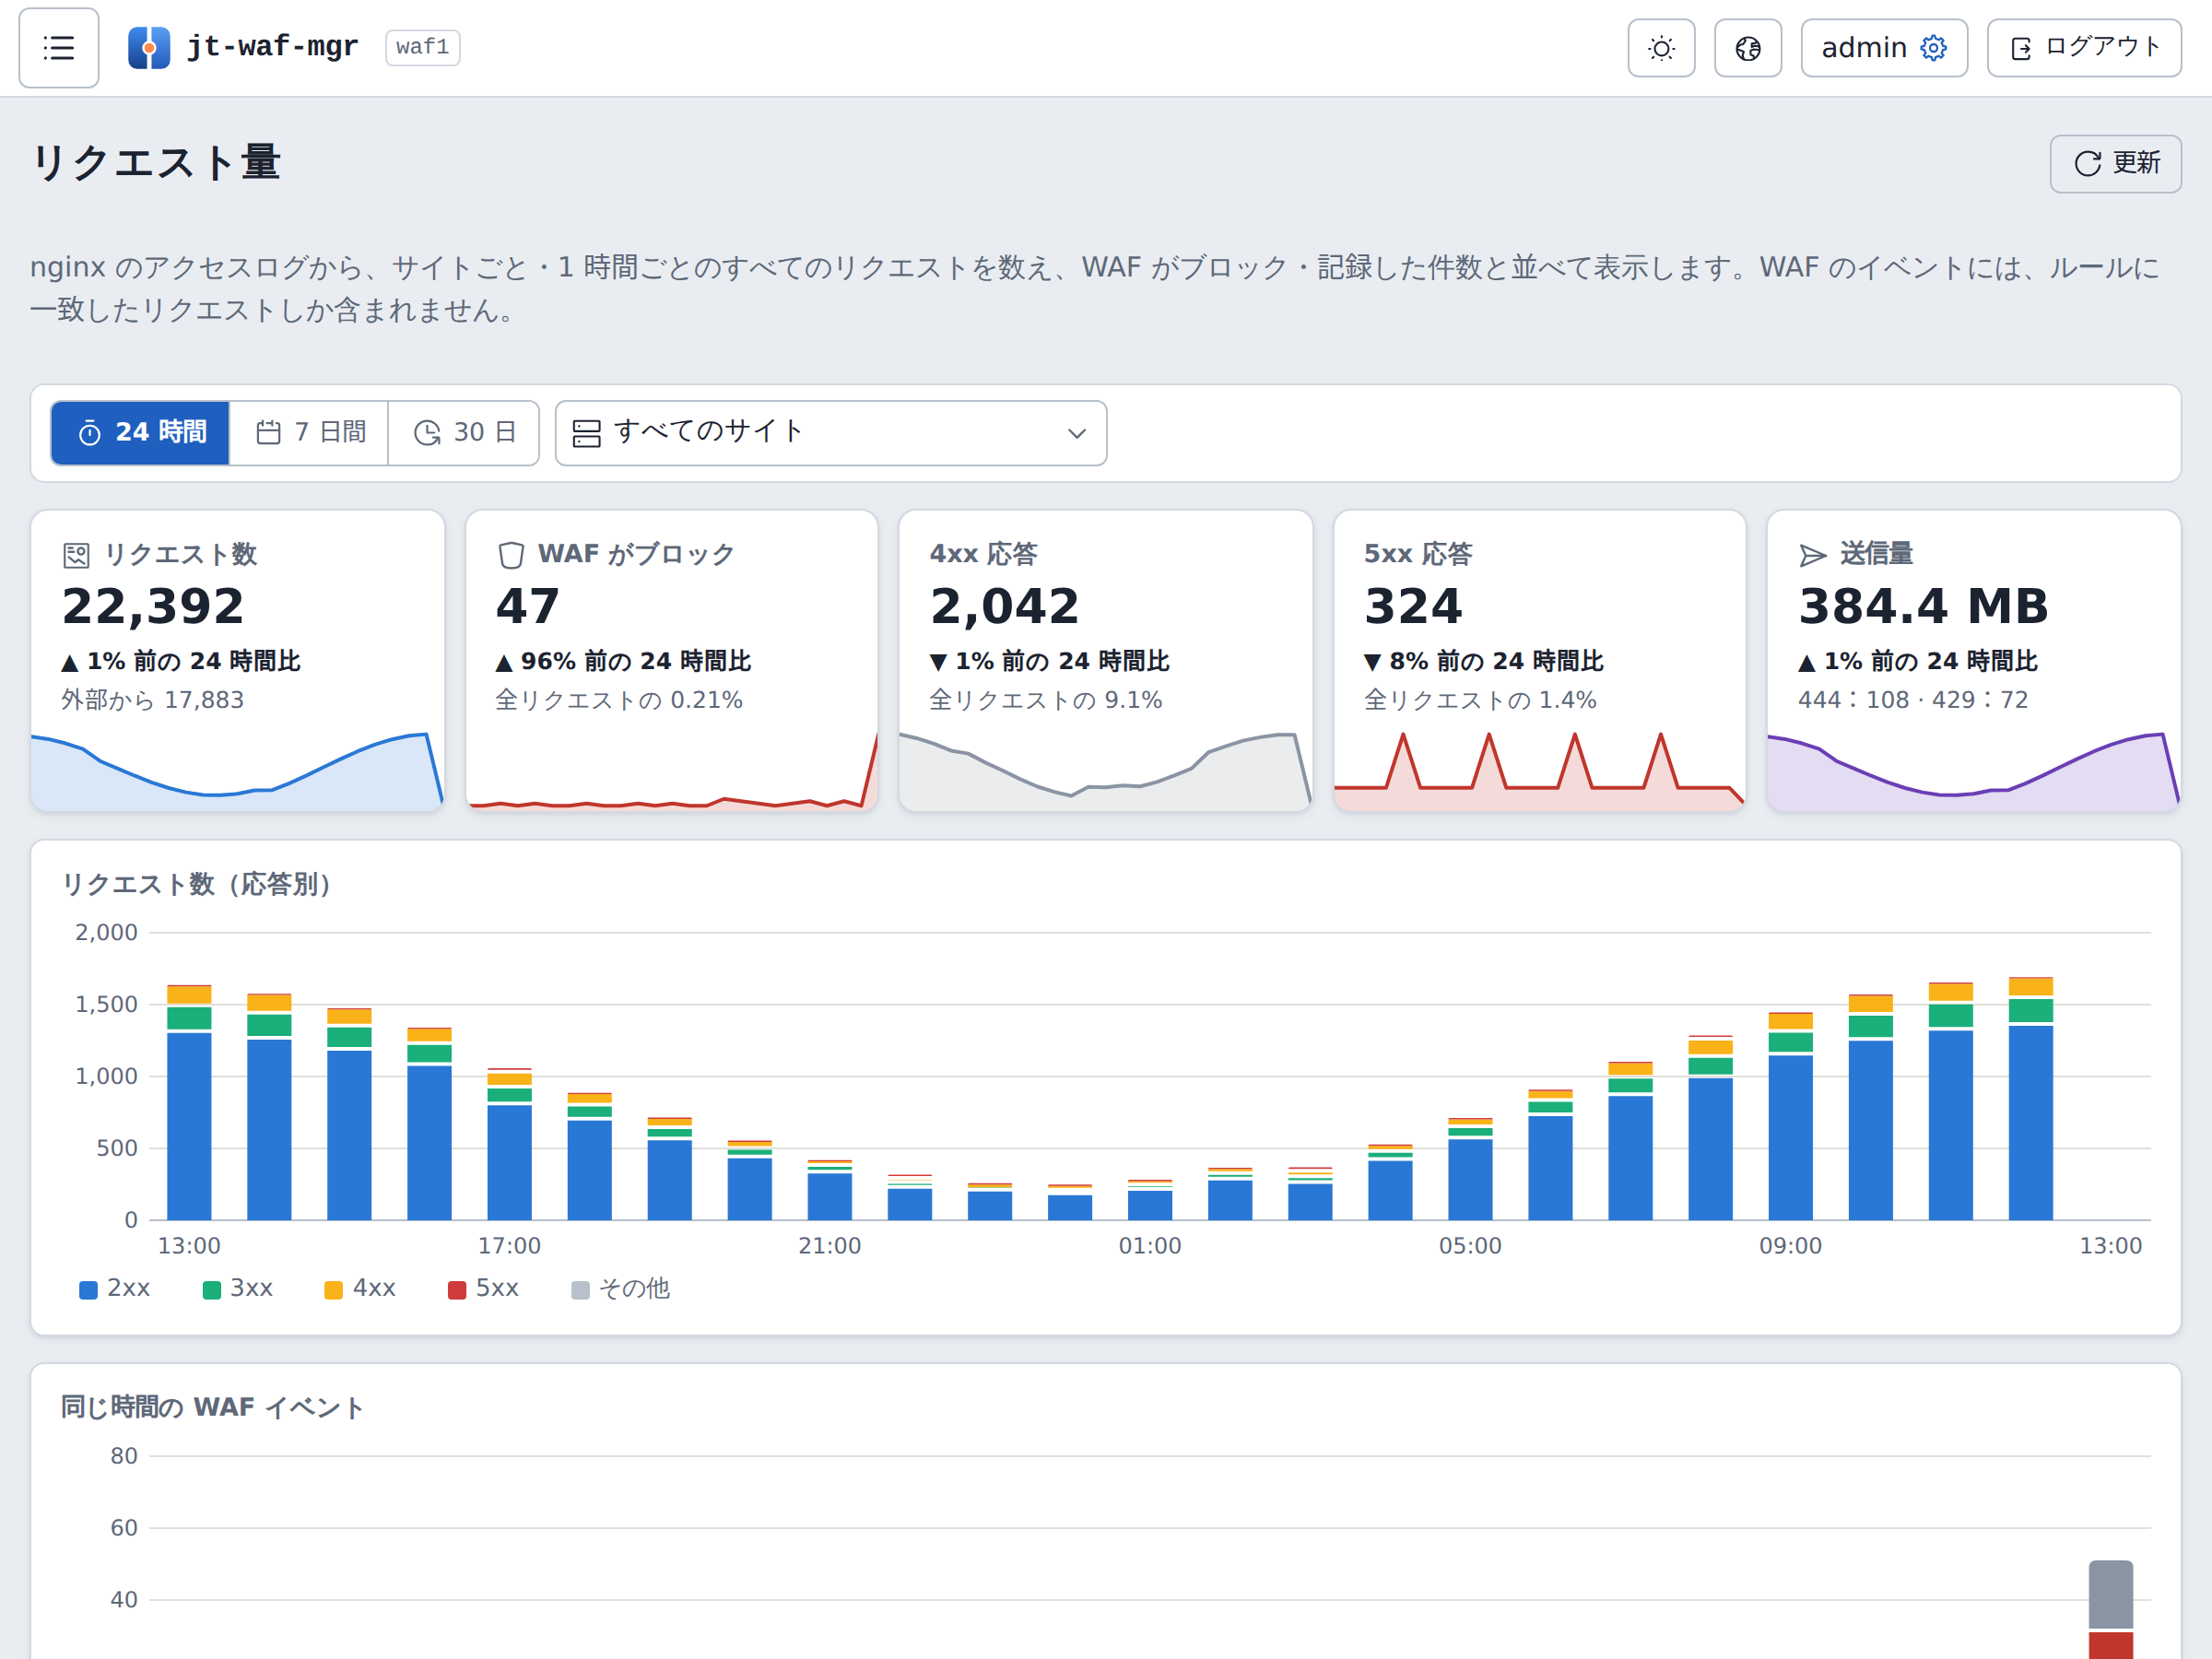 jt-waf-mgr waf1 admin ログアウト
リクエスト量 更新
nginx のアクセスログから、サイトごと・1 時間ごとのすべてのリクエストを数え、WAF がブロック・記録した件数と並べて表示します。WAF のイベントには、ルールに
一致したリクエストしか含まれません。
24 時間 7 日間 30 日 すべてのサイト
リクエスト数
22,392
▲ 1% 前の 24 時間比
外部から 17,883
WAF がブロック
47
▲ 96% 前の 24 時間比
全リクエストの 0.21%
4xx 応答
2,042
▼ 1% 前の 24 時間比
全リクエストの 9.1%
5xx 応答
324
▼ 8% 前の 24 時間比
全リクエストの 1.4%
送信量
384.4 MB
▲ 1% 前の 24 時間比
444：108 · 429：72
リクエスト数（応答別）
2,000
1,500
1,000
500
0
13:00 17:00 21:00 01:00 05:00 09:00 13:00
2xx 3xx 4xx 5xx その他
同じ時間の WAF イベント
80
60
40